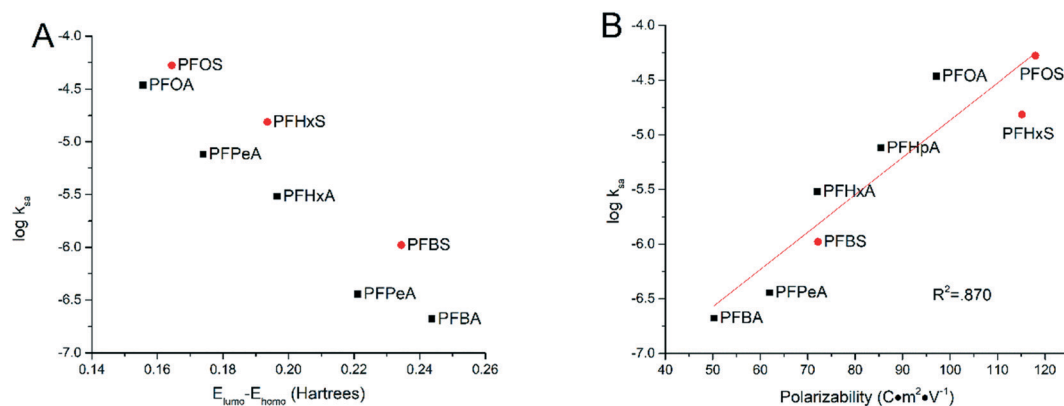 A
-4.0
-4.5
-5.0
-5.5
-6.0
-6.5
-7.0
log k_sa
PFOS
PFOA
PFHxS
PFPeA
PFHxA
PFBS
PFPeA
PFBA
0.14 0.16 0.18 0.20 0.22 0.24 0.26
E_lumo-E_homo (Hartrees)
B
-4.0
-4.5
-5.0
-5.5
-6.0
-6.5
-7.0
log k_sa
PFOA
PFOS
PFHxS
PFHpA
PFHxA
PFBS
PFPeA
PFBA
R²=.870
40 50 60 70 80 90 100 110 120
Polarizability (C●m²●V⁻¹)